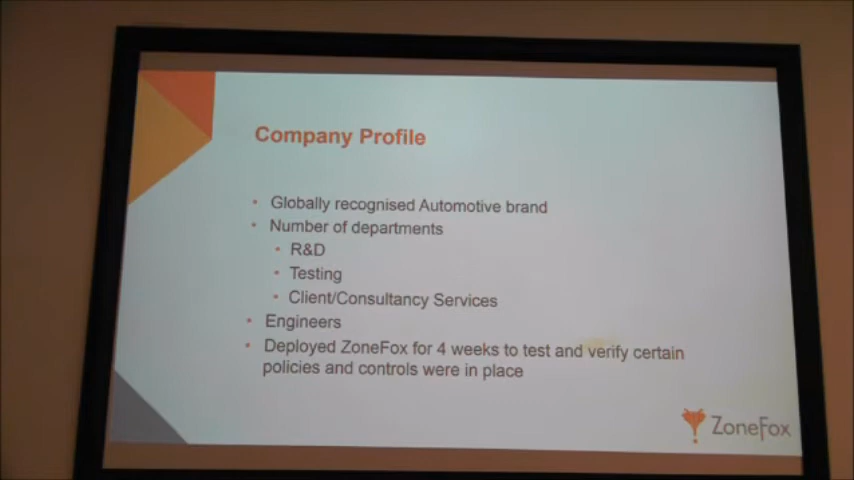 Company Profile
• Globally recognised Automotive brand
• Number of departments
• R&D
• Testing
• Client/Consultancy Services
• Engineers
• Deployed ZoneFox for 4 weeks to test and verify certain
policies and controls were in place
ZoneFox